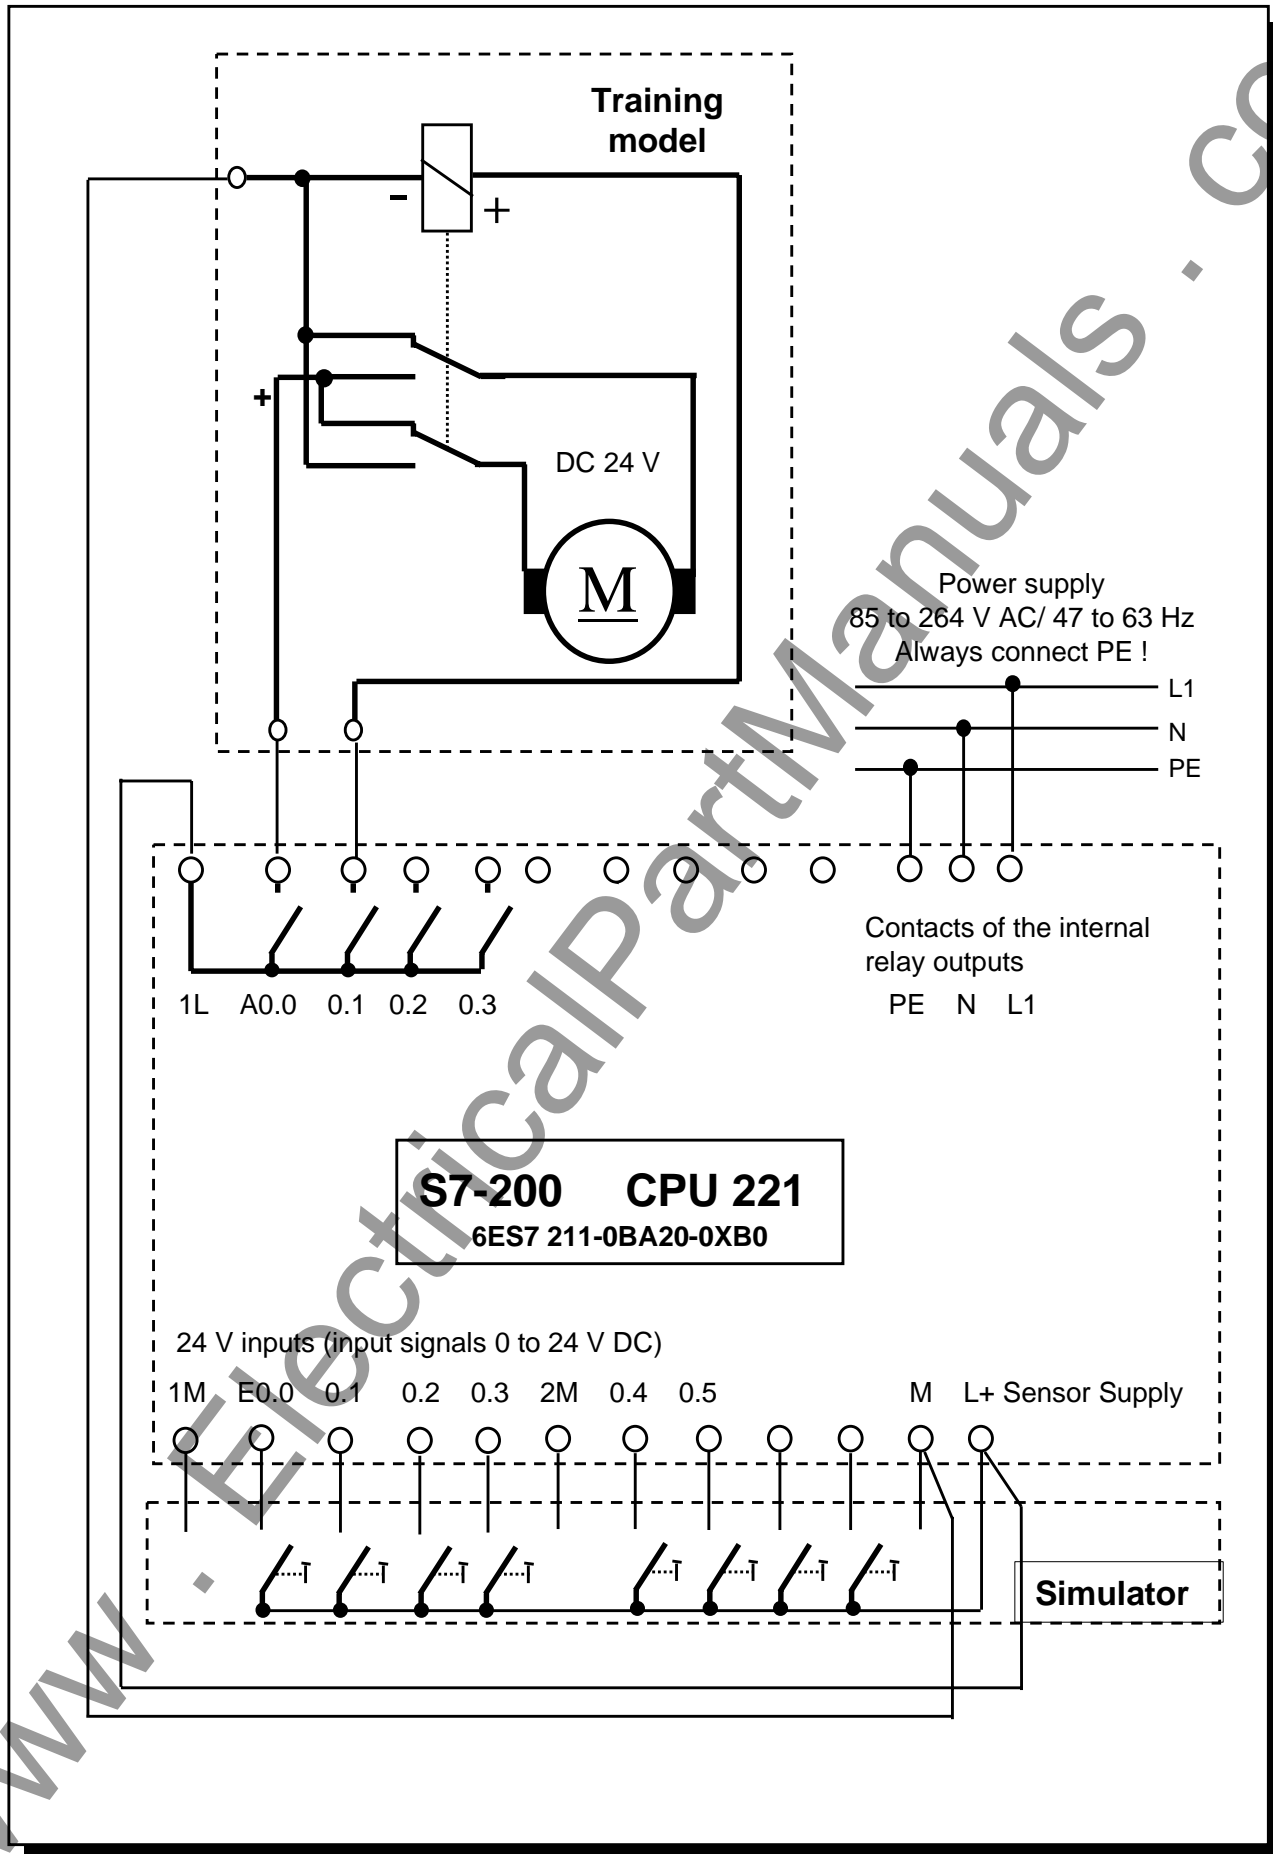 Training
model
-
+
+
DC 24 V
M
Power supply
85 to 264 V AC/ 47 to 63 Hz
Always connect PE !
L1
N
PE
Contacts of the internal
relay outputs
1L A0.0 0.1 0.2 0.3 PE N L1
S7-200 CPU 221
6ES7 211-0BA20-0XB0
24 V inputs (input signals 0 to 24 V DC)
1M E0.0 0.1 0.2 0.3 2M 0.4 0.5 M L+ Sensor Supply
Simulator
ww . ElectricalPartManuals . co